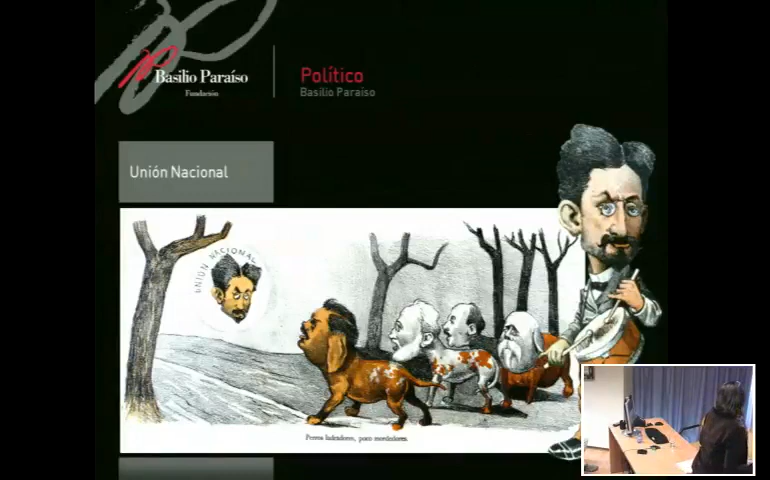 Basilio Paraíso
Fundación
Político
Basilio Paraíso
Unión Nacional
UNIÓN NACIONAL
Perros ladradores, poco mordedores.